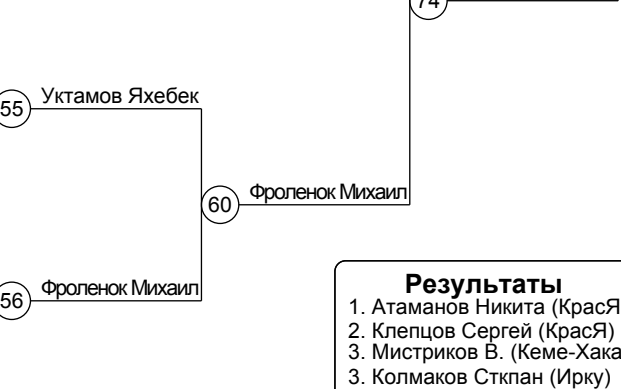 74
Уктамов Яхебек
55
Фроленок Михаил
60
Фроленок Михаил
56
Результаты
1. Атаманов Никита (КрасЯ
2. Клепцов Сергей (КрасЯ)
3. Мистриков В. (Кеме-Хака
3. Колмаков Сткпан (Ирку)